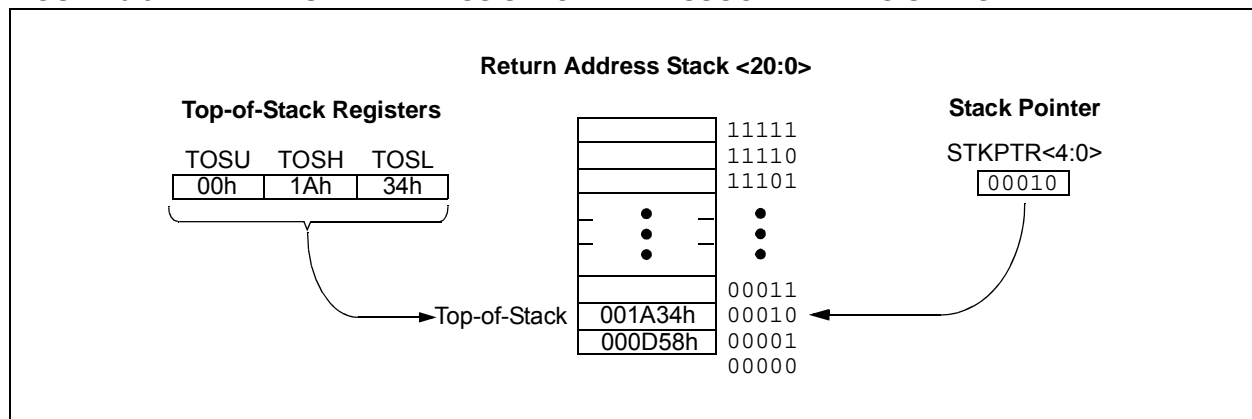 Return Address Stack <20:0>
Top-of-Stack Registers
TOSU TOSH TOSL
00h 1Ah 34h
Stack Pointer
STKPTR<4:0>
00010
11111
11110
11101
00011
Top-of-Stack 001A34h 00010
000D58h 00001
00000